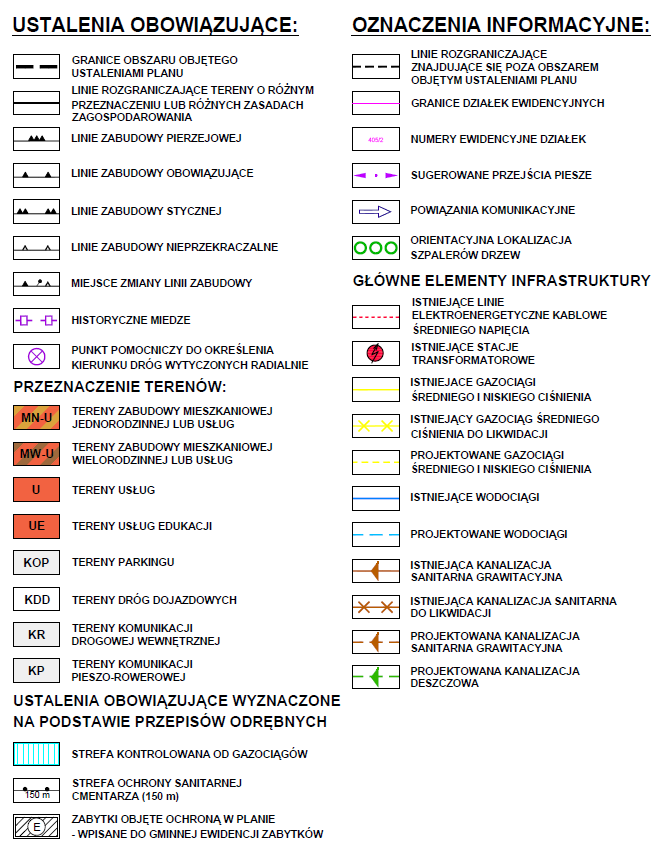 USTALENIA OBOWIĄZUJĄCE:
GRANICE OBSZARU OBJĘTEGO
USTALENIAMI PLANU
LINIE ROZGRANICZAJĄCE TERENY O RÓŻNYM
PRZEZNACZENIU LUB RÓŻNYCH ZASADACH
ZAGOSPODAROWANIA
LINIE ZABUDOWY PIERZEJOWEJ
LINIE ZABUDOWY OBOWIĄZUJĄCE
LINIE ZABUDOWY STYCZNEJ
LINIE ZABUDOWY NIEPRZEKRACZALNE
MIEJSCE ZMIANY LINII ZABUDOWY
HISTORYCZNE MIEDZE
PUNKT POMOCNICZY DO OKREŚLENIA
KIERUNKU DRÓG WYTYCZONYCH RADIALNIE
PRZEZNACZENIE TERENÓW:
MN-U
TERENY ZABUDOWY MIESZKANIOWEJ
JEDNORODZINNEJ LUB USŁUG
MW-U
TERENY ZABUDOWY MIESZKANIOWEJ
WIELORODZINNEJ LUB USŁUG
U
TERENY USŁUG
UE
TERENY USŁUG EDUKACJI
KOP
TERENY PARKINGU
KDD
TERENY DRÓG DOJAZDOWYCH
KR
TERENY KOMUNIKACJI
DROGOWEJ WEWNĘTRZNEJ
KP
TERENY KOMUNIKACJI
PIESZO-ROWEROWEJ
USTALENIA OBOWIĄZUJĄCE WYZNACZONE
NA PODSTAWIE PRZEPISÓW ODRĘBNYCH
STREFA KONTROLOWANA OD GAZOCIĄGÓW
150 m
STREFA OCHRONY SANITARNEJ
CMENTARZA (150 m)
E
ZABYTKI OBJĘTE OCHRONĄ W PLANIE
- WPISANE DO GMINNEJ EWIDENCJI ZABYTKÓW
OZNACZENIA INFORMACYJNE:
LINIE ROZGRANICZAJĄCE
ZNAJDUJĄCE SIĘ POZA OBSZAREM
OBJĘTYM USTALENIAMI PLANU
GRANICE DZIAŁEK EWIDENCYJNYCH
405/2
NUMERY EWIDENCYJNE DZIAŁEK
SUGEROWANE PRZEJŚCIA PIESZE
POWIĄZANIA KOMUNIKACYJNE
ORIENTACYJNA LOKALIZACJA
SZPALERÓW DRZEW
GŁÓWNE ELEMENTY INFRASTRUKTURY
ISTNIEJĄCE LINIE
ELEKTROENERGETYCZNE KABLOWE
ŚREDNIEGO NAPIĘCIA
ISTNIEJĄCE STACJE
TRANSFORMATOROWE
ISTNIEJACE GAZOCIĄGI
ŚREDNIEGO I NISKIEGO CIŚNIENIA
ISTNIEJĄCY GAZOCIĄG ŚREDNIEGO
CIŚNIENIA DO LIKWIDACJI
PROJEKTOWANE GAZOCIĄGI
ŚREDNIEGO I NISKIEGO CIŚNIENIA
ISTNIEJĄCE WODOCIĄGI
PROJEKTOWANE WODOCIĄGI
ISTNIEJĄCA KANALIZACJA
SANITARNA GRAWITACYJNA
ISTNIEJĄCA KANALIZACJA SANITARNA
DO LIKWIDACJI
PROJEKTOWANA KANALIZACJA
SANITARNA GRAWITACYJNA
PROJEKTOWANA KANALIZACJA
DESZCZOWA